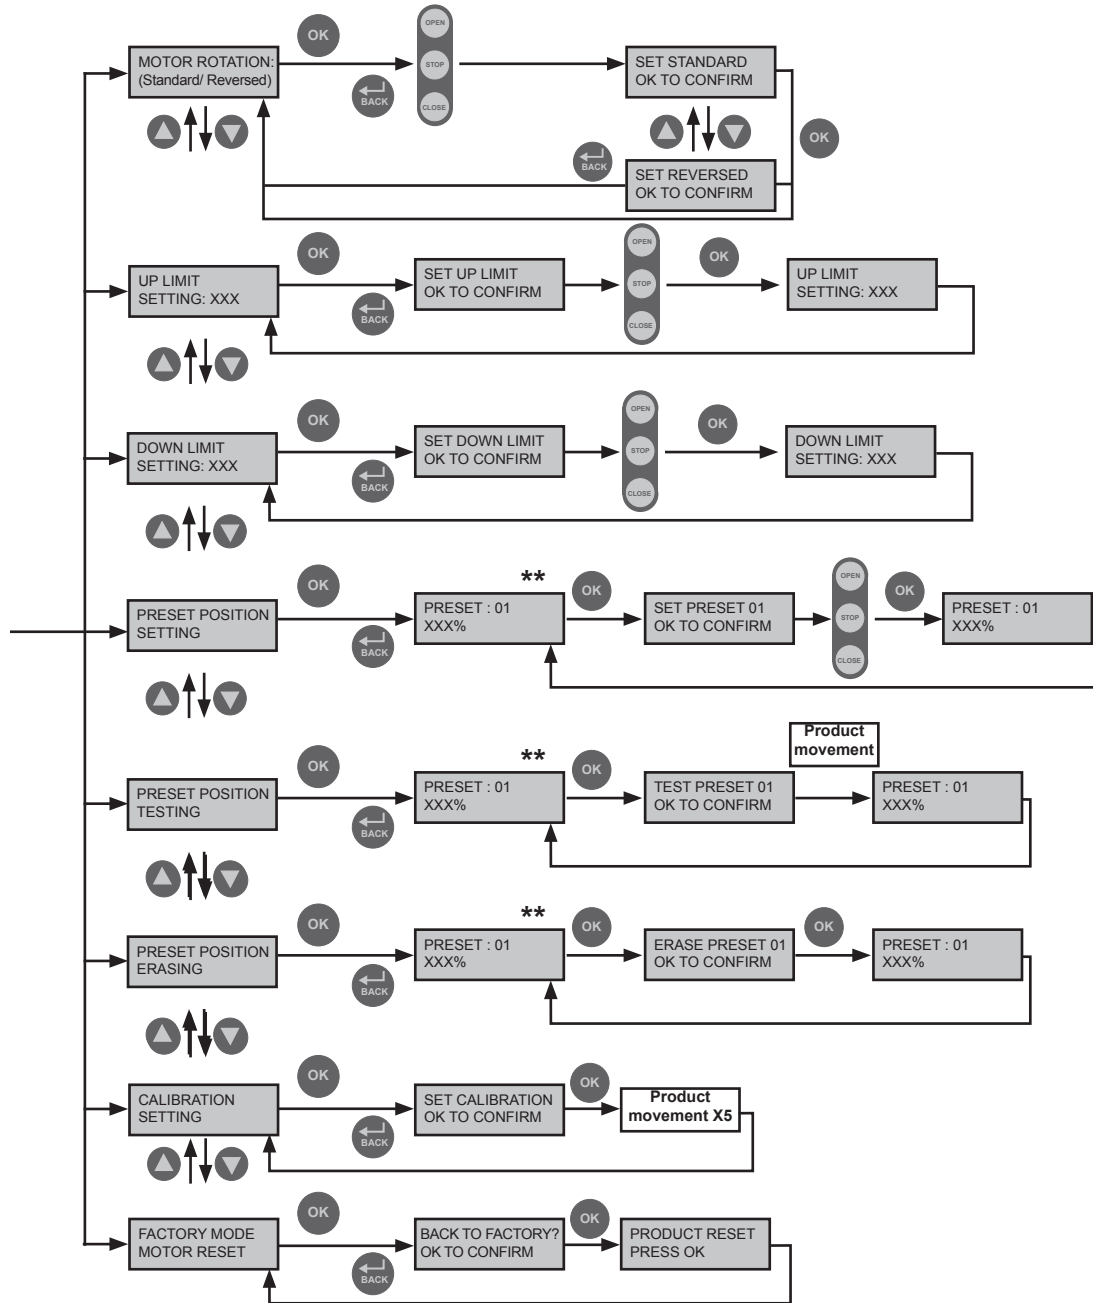 OK
OPEN
STOP
CLOSE
BACK
MOTOR ROTATION:
(Standard/ Reversed)
SET STANDARD
OK TO CONFIRM
OK
BACK
SET REVERSED
OK TO CONFIRM
UP LIMIT
SETTING: XXX
OK
BACK
SET UP LIMIT
OK TO CONFIRM
OPEN
STOP
CLOSE
OK
UP LIMIT
SETTING: XXX
DOWN LIMIT
SETTING: XXX
OK
BACK
SET DOWN LIMIT
OK TO CONFIRM
OPEN
STOP
CLOSE
OK
DOWN LIMIT
SETTING: XXX
PRESET POSITION
SETTING
OK
BACK
**
PRESET : 01
XXX%
OK
SET PRESET 01
OK TO CONFIRM
OPEN
STOP
CLOSE
OK
PRESET : 01
XXX%
PRESET POSITION
TESTING
OK
BACK
**
PRESET : 01
XXX%
OK
TEST PRESET 01
OK TO CONFIRM
Product
movement
PRESET : 01
XXX%
PRESET POSITION
ERASING
OK
BACK
**
PRESET : 01
XXX%
OK
ERASE PRESET 01
OK TO CONFIRM
OK
PRESET : 01
XXX%
CALIBRATION
SETTING
OK
BACK
SET CALIBRATION
OK TO CONFIRM
OK
Product
movement X5
FACTORY MODE
MOTOR RESET
OK
BACK
BACK TO FACTORY?
OK TO CONFIRM
OK
PRODUCT RESET
PRESS OK